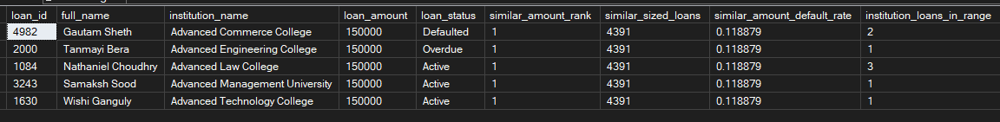 loan_id full_name institution_name loan_amount loan_status similar_amount_rank similar_sized_loans similar_amount_default_rate institution_loans_in_range
4982 Gautam Sheth Advanced Commerce College 150000 Defaulted 1 4391 0.118879 2
2000 Tanmayi Bera Advanced Engineering College 150000 Overdue 1 4391 0.118879 1
1084 Nathaniel Choudhry Advanced Law College 150000 Active 1 4391 0.118879 3
3243 Samaksh Sood Advanced Management University 150000 Active 1 4391 0.118879 1
1630 Wishi Ganguly Advanced Technology College 150000 Active 1 4391 0.118879 1